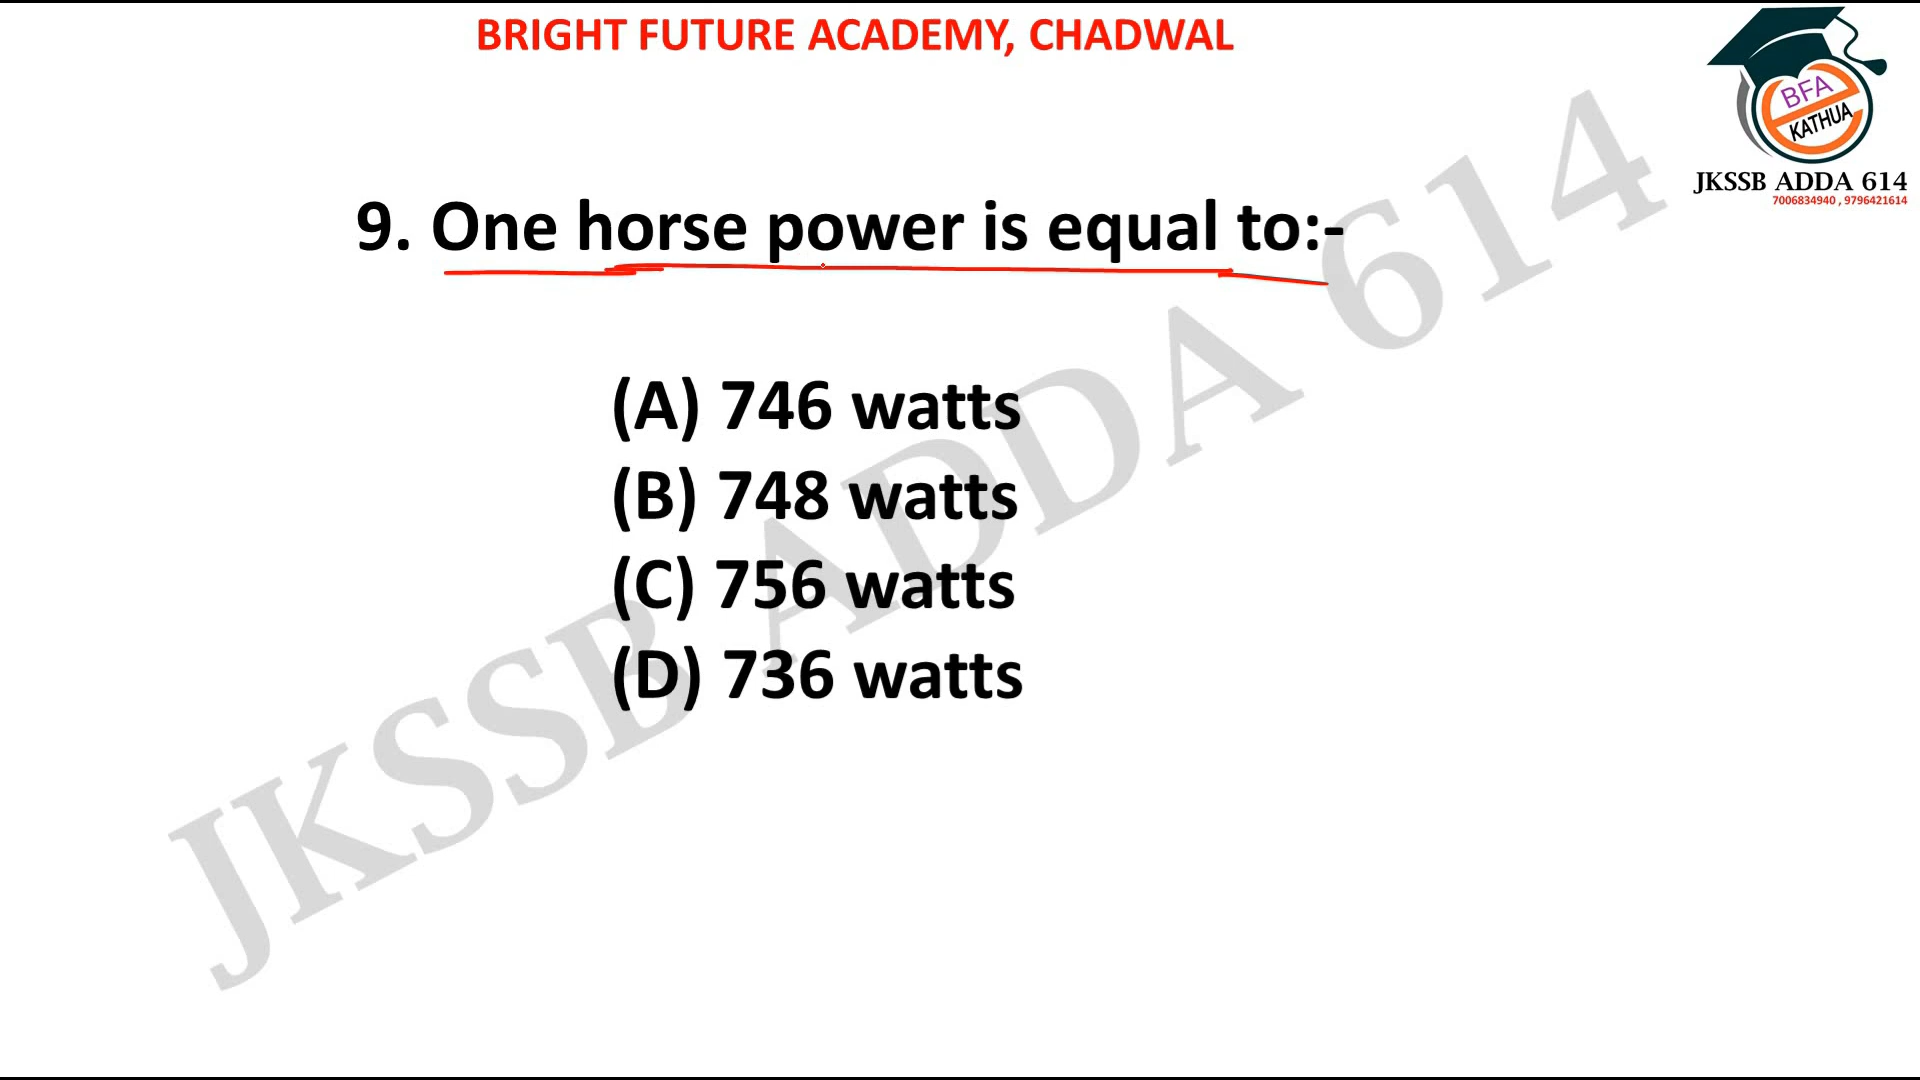 BRIGHT FUTURE ACADEMY, CHADWAL
BFA
KATHUA
JKSSB ADDA 614
7006834940 , 9796421614
9. One horse power is equal to:-
(A) 746 watts
(B) 748 watts
(C) 756 watts
(D) 736 watts
JKSSB ADDA 614